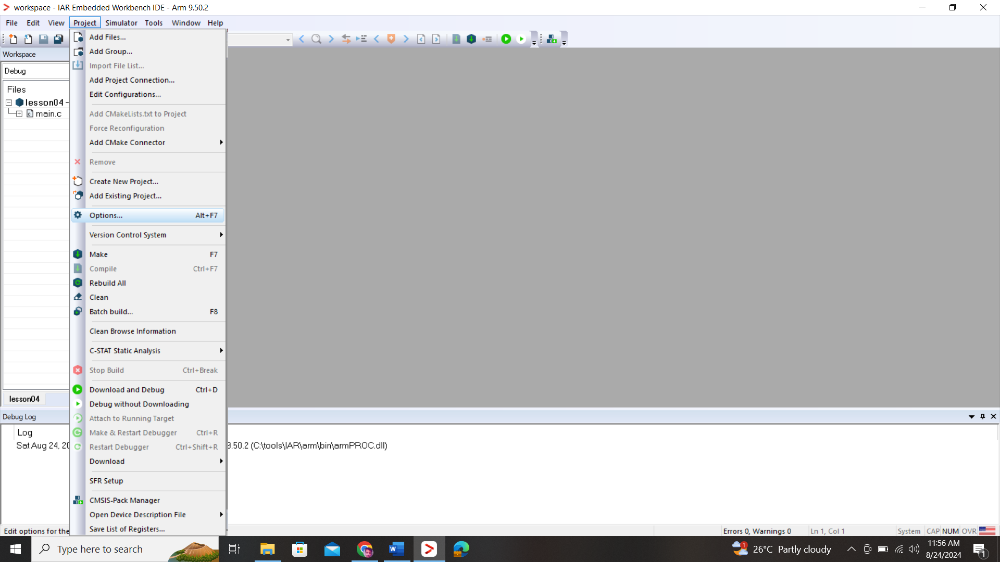 workspace - IAR Embedded Workbench IDE - Arm 9.50.2
File Edit View Project Simulator Tools Window Help
Workspace
Debug
Files
lesson04 -
main.c
lesson04
Add Files...
Add Group...
Import File List...
Add Project Connection...
Edit Configurations...
Add CMakeLists.txt to Project
Force Reconfiguration
Add CMake Connector
Remove
Create New Project...
Add Existing Project...
Options... Alt+F7
Version Control System
Make F7
Compile Ctrl+F7
Rebuild All
Clean
Batch build... F8
Clean Browse Information
C-STAT Static Analysis
Stop Build Ctrl+Break
Download and Debug Ctrl+D
Debug without Downloading
Attach to Running Target
Make & Restart Debugger Ctrl+R
Restart Debugger Ctrl+Shift+R
Download
SFR Setup
CMSIS-Pack Manager
Open Device Description File
Save List of Registers...
Debug Log
Log
Sat Aug 24, 20 9.50.2 (C:\tools\IAR\arm\bin\armPROC.dll)
Edit options for the
Errors 0, Warnings 0 Ln 1, Col 1 System CAP NUM OVR
Type here to search
1 26°C Partly cloudy
11:56 AM
8/24/2024
1